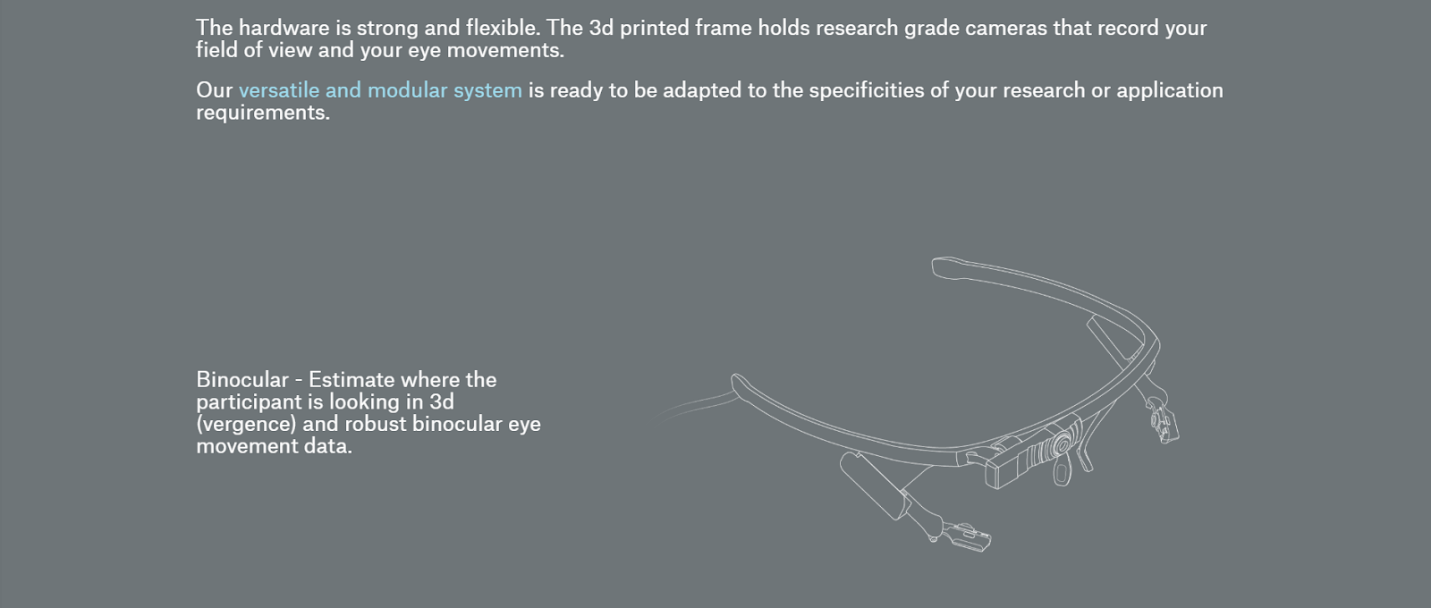 The hardware is strong and flexible. The 3d printed frame holds research grade cameras that record your
field of view and your eye movements.
Our versatile and modular system is ready to be adapted to the specificities of your research or application
requirements.
Binocular - Estimate where the
participant is looking in 3d
(vergence) and robust binocular eye
movement data.